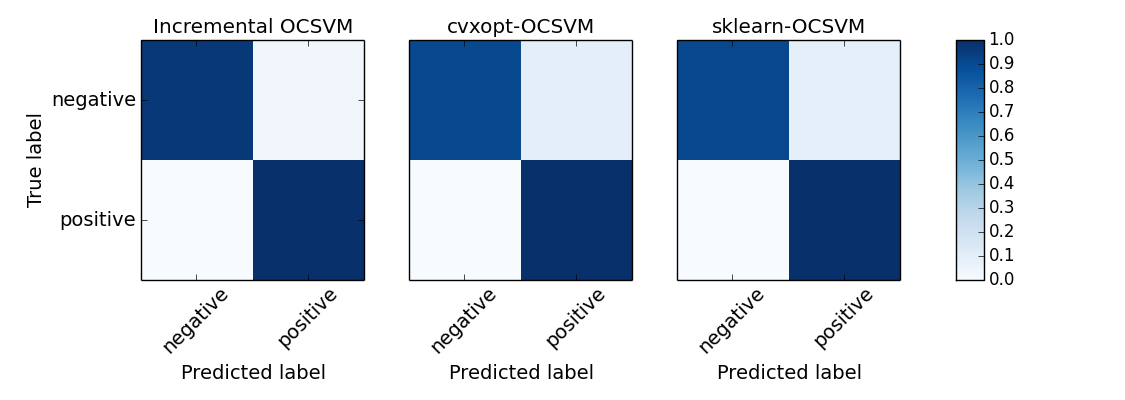 Incremental OCSVM
cvxopt-OCSVM
sklearn-OCSVM
True label
negative
positive
negative
positive
Predicted label
negative
positive
Predicted label
negative
positive
Predicted label
1.0
0.9
0.8
0.7
0.6
0.5
0.4
0.3
0.2
0.1
0.0